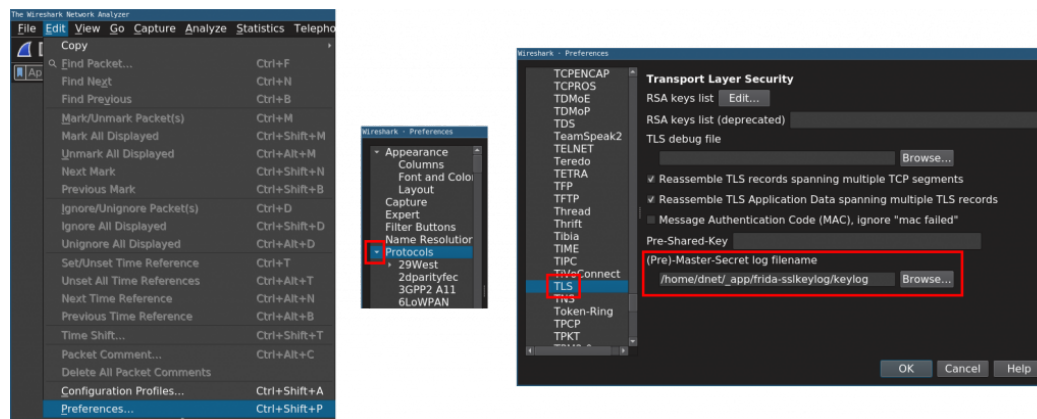 The Wireshark Network Analyzer
File Edit View Go Capture Analyze Statistics Telepho
Copy
Ap
Find Packet... Ctrl+F
Find Next Ctrl+N
Find Previous Ctrl+B
Mark/Unmark Packet(s) Ctrl+M
Mark All Displayed Ctrl+Shift+M
Unmark All Displayed Ctrl+Alt+M
Next Mark Ctrl+Shift+N
Previous Mark Ctrl+Shift+B
Ignore/Unignore Packet(s) Ctrl+D
Ignore All Displayed Ctrl+Shift+D
Unignore All Displayed Ctrl+Alt+D
Set/Unset Time Reference Ctrl+T
Unset All Time References Ctrl+Alt+T
Next Time Reference Ctrl+Alt+N
Previous Time Reference Ctrl+Alt+B
Time Shift... Ctrl+Shift+T
Packet Comment... Ctrl+Alt+C
Delete All Packet Comments
Configuration Profiles... Ctrl+Shift+A
Preferences... Ctrl+Shift+P
Wireshark · Preferences
Appearance
Columns
Font and Color
Layout
Capture
Expert
Filter Buttons
Name Resolution
Protocols
29West
2dparityfec
3GPP2 A11
6LoWPAN
Wireshark · Preferences
TCPENCAP
TCPROS
TDMoE
TDMoP
TDS
TeamSpeak2
TELNET
Teredo
TETRA
TFP
TFTP
Thread
Thrift
Tibia
TIME
TIPC
TiVoConnect
TLS
TNS
Token-Ring
TPCP
TPKT
Transport Layer Security
RSA keys list Edit...
RSA keys list (deprecated)
TLS debug file
Browse...
Reassemble TLS records spanning multiple TCP segments
Reassemble TLS Application Data spanning multiple TLS records
Message Authentication Code (MAC), ignore "mac failed"
Pre-Shared-Key
(Pre)-Master-Secret log filename
/home/dnet/_app/frida-sslkeylog/keylog Browse...
OK Cancel Help